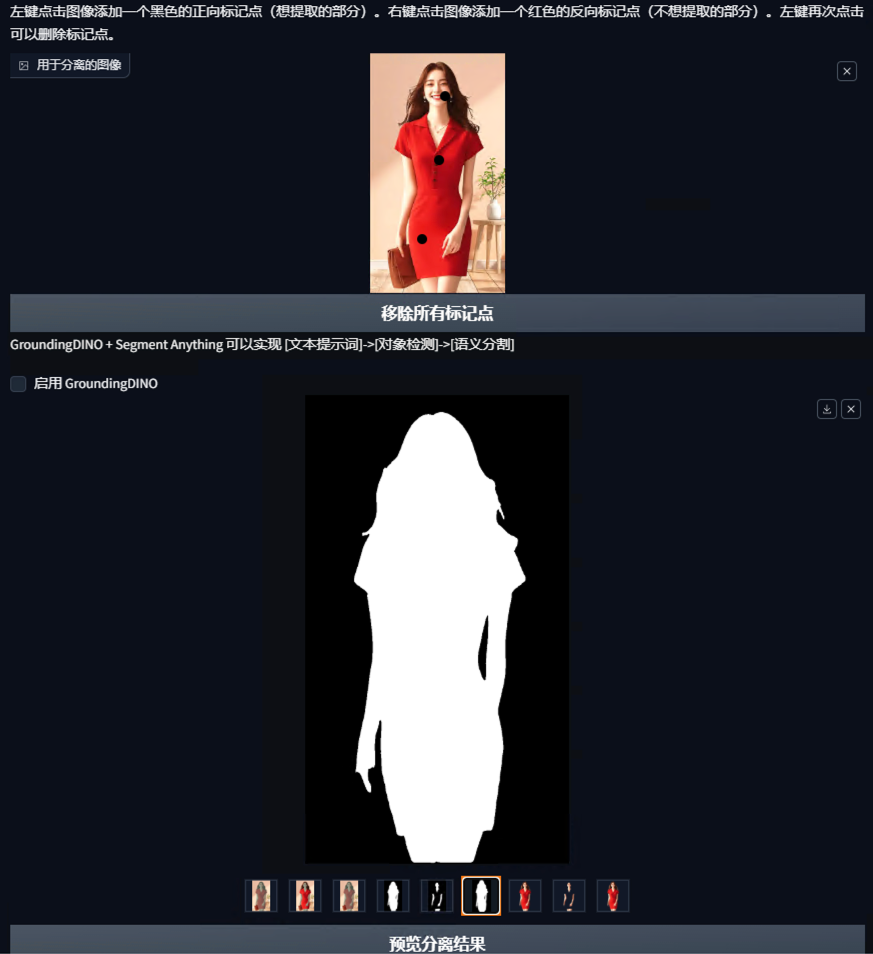 左键点击图像添加一个黑色的正向标记点（想提取的部分）。右键点击图像添加一个红色的反向标记点（不想提取的部分）。左键再次点击
可以删除标记点。
用于分离的图像
移除所有标记点
GroundingDINO + Segment Anything 可以实现 [文本提示词]->[对象检测]->[语义分割]
启用 GroundingDINO
预览分离结果